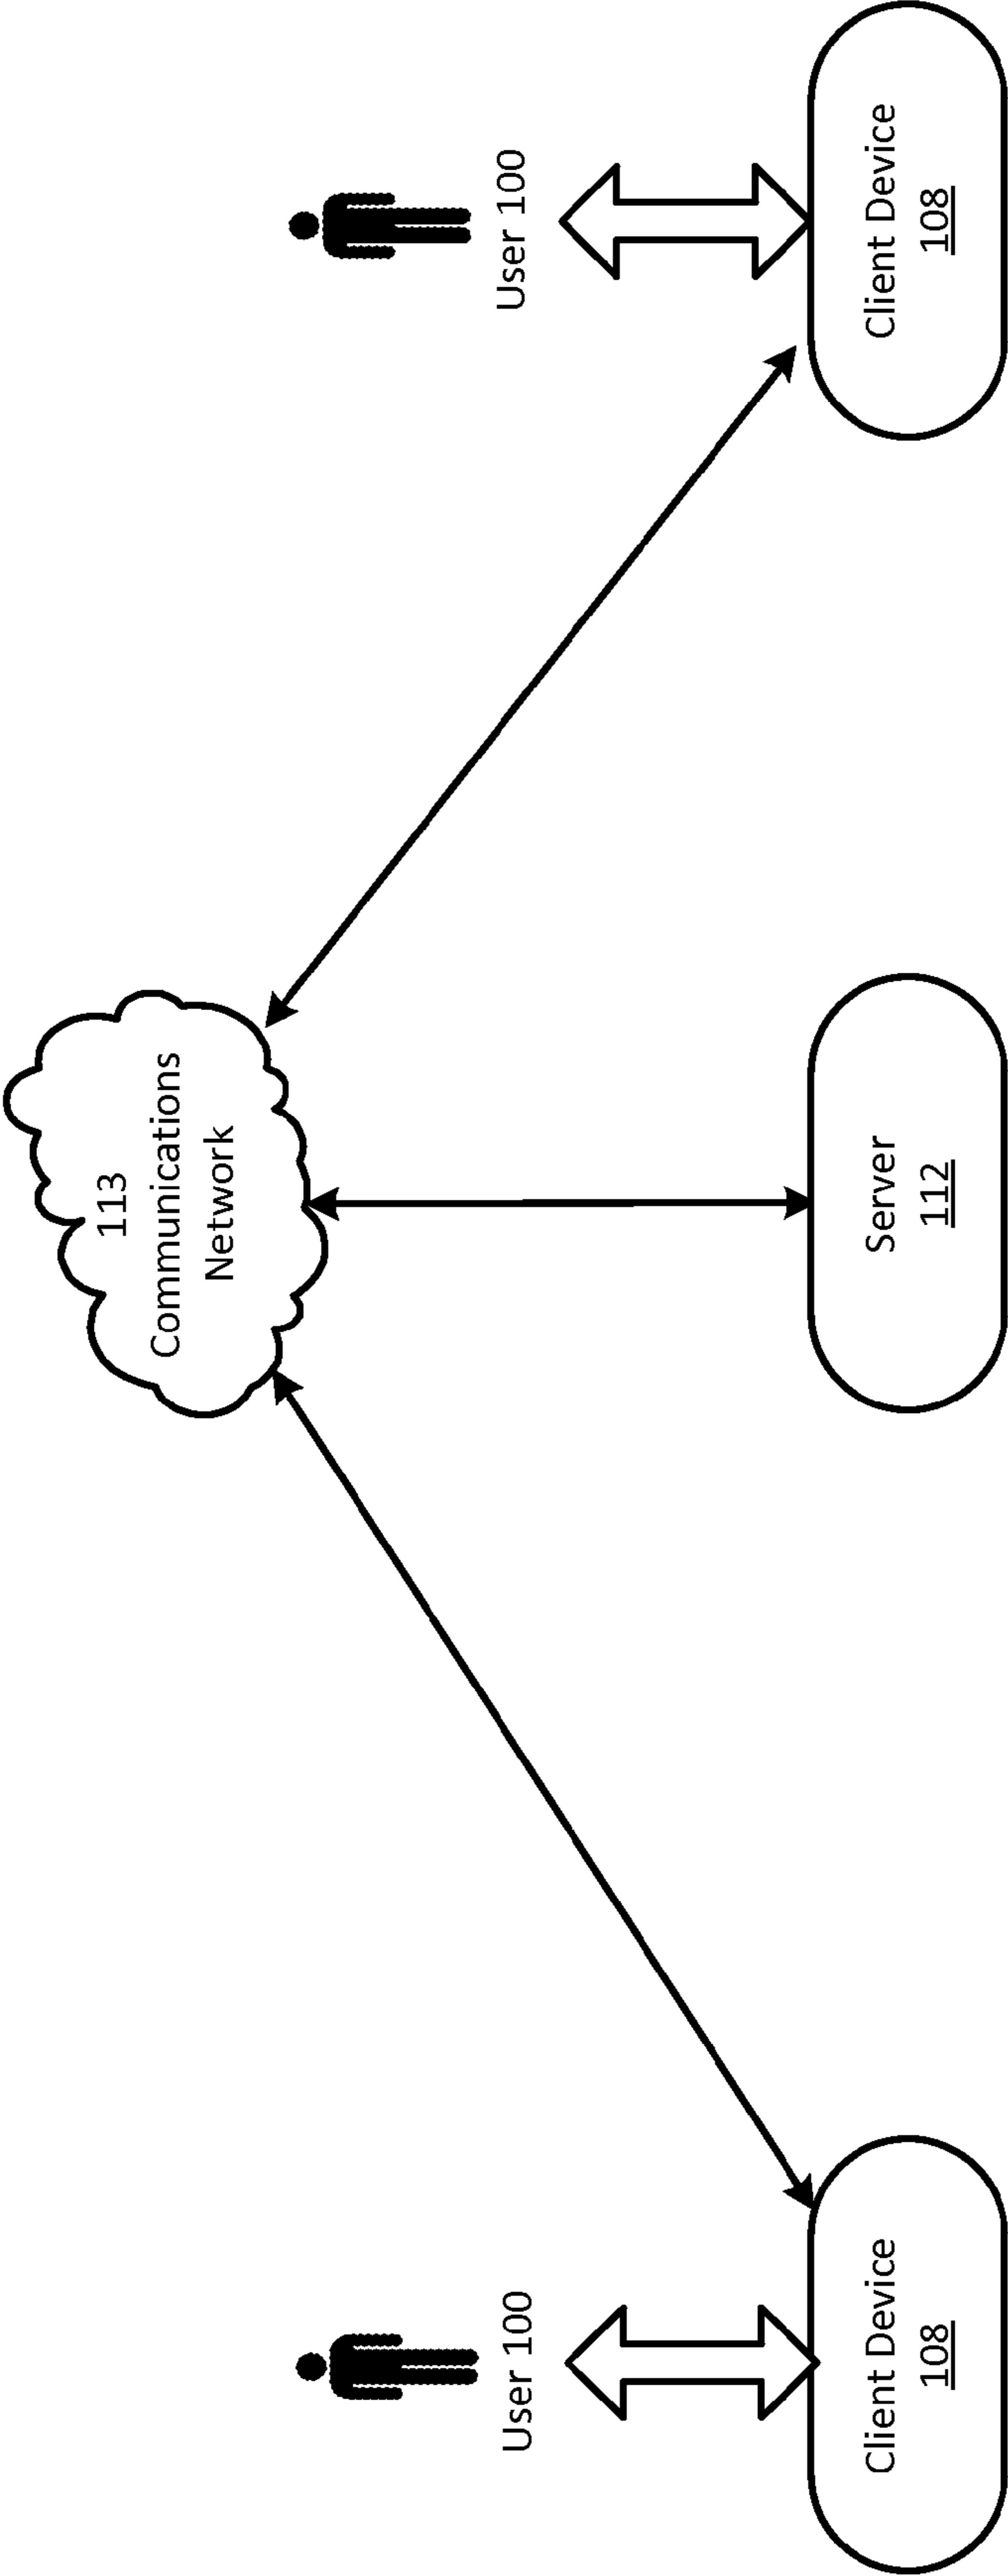 113
Communications
Network
User 100
User 100
Client Device
108
Server
112
Client Device
108